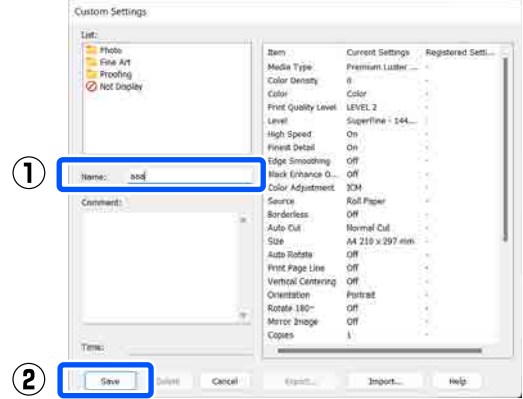 Custom Settings
List:
Photo
Fine Art
Proofing
Not Display
① Name: aaa
Comment:
Time:
Item Current Settings Registered Setti...
Media Type Premium Luster ... -
Color Density 0 -
Color Color -
Print Quality Level LEVEL 2 -
Level Superfine - 144... -
High Speed On -
Finest Detail On -
Edge Smoothing Off -
Black Enhance O... Off -
Color Adjustment ICM -
Source Roll Paper -
Borderless Off -
Auto Cut Normal Cut -
Size A4 210 x 297 mm -
Auto Rotate Off -
Print Page Line Off -
Vertical Centering Off -
Orientation Portrait -
Rotate 180° Off -
Mirror Image Off -
Copies 1 -
② Save Delete Cancel Export... Import... Help